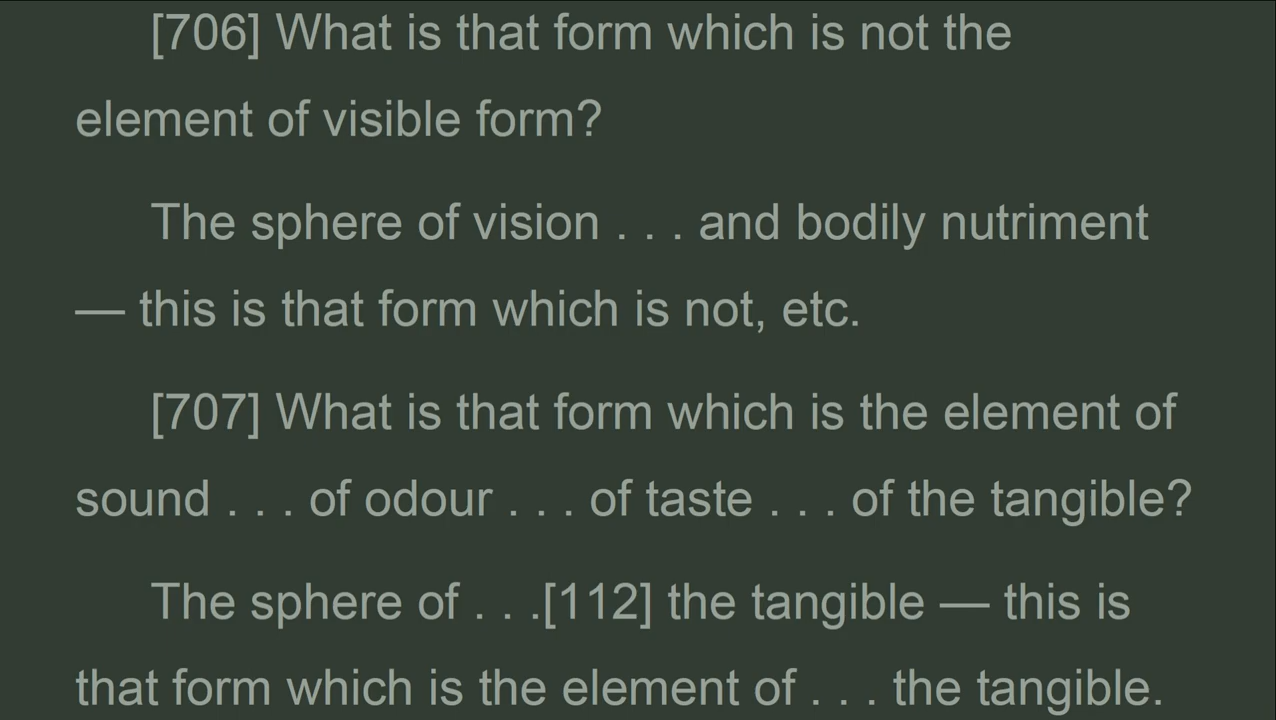 [706] What is that form which is not the
element of visible form?
The sphere of vision . . . and bodily nutriment
— this is that form which is not, etc.
[707] What is that form which is the element of
sound . . . of odour . . . of taste . . . of the tangible?
The sphere of . . .[112] the tangible — this is
that form which is the element of . . . the tangible.